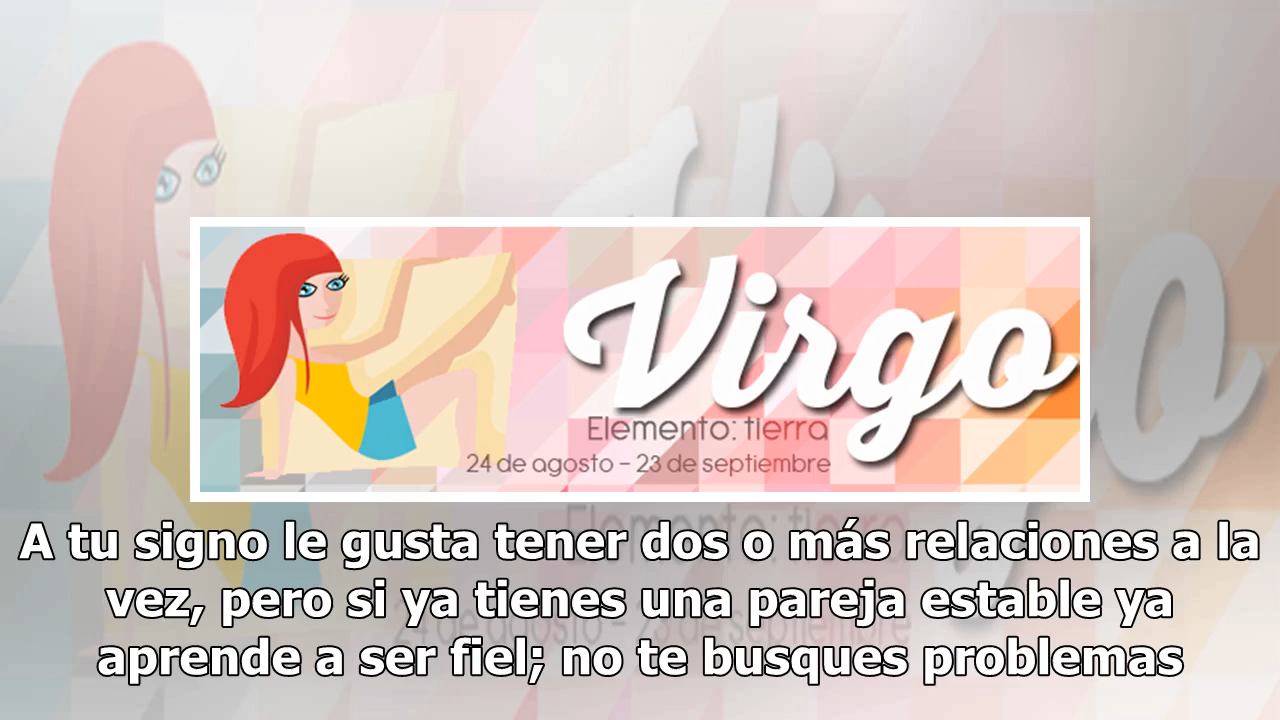 Virgo
Elemento: tierra
24 de agosto – 23 de septiembre
A tu signo le gusta tener dos o más relaciones a la
vez, pero si ya tienes una pareja estable ya
aprende a ser fiel; no te busques problemas